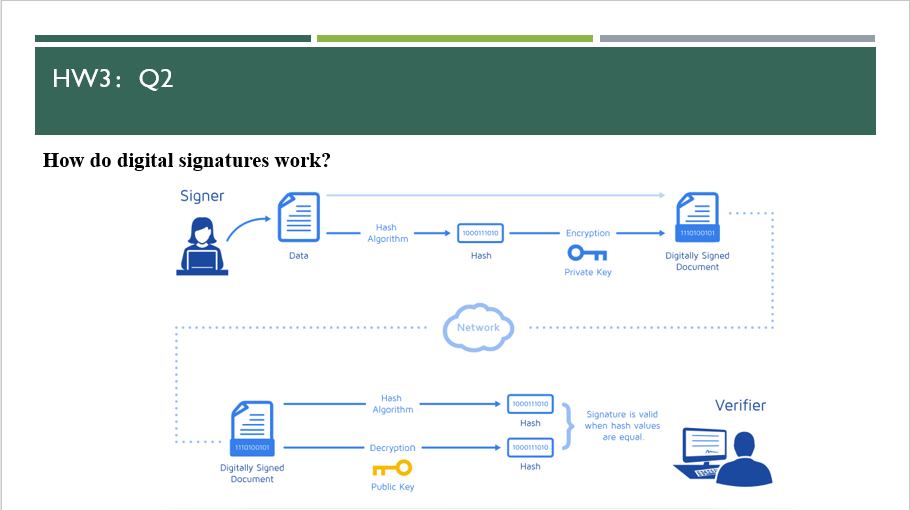 HW3：Q2
How do digital signatures work?
Signer
Hash
Algorithm
1000111010
Encryption
1110100101
Data
Hash
Private Key
Digitally Signed
Document
Network
Hash
Algorithm
1000111010
Hash
Signature is valid
when hash values
are equal.
Verifier
1110100101
Decryption
1000111010
Digitally Signed
Document
Public Key
Hash